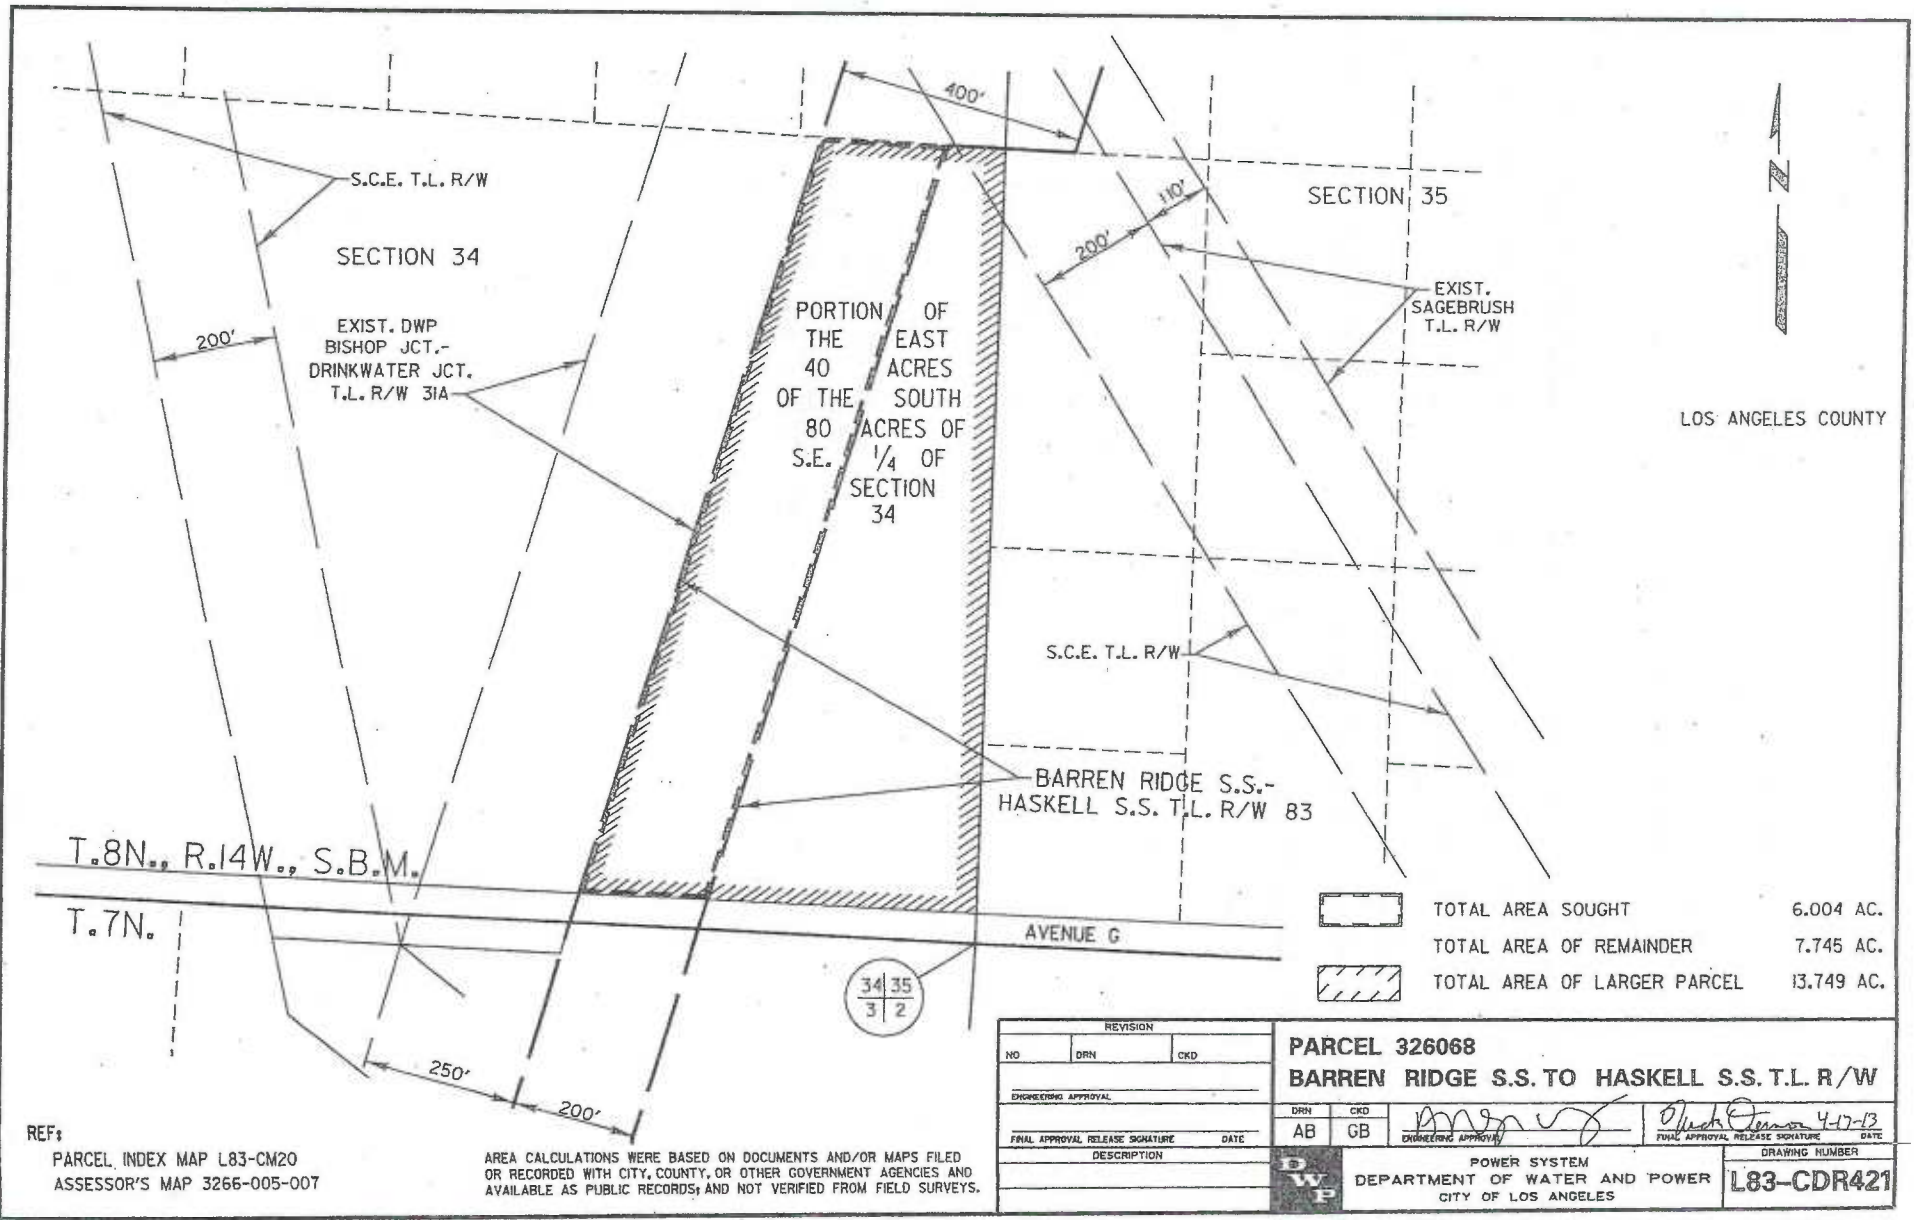 400'
S.C.E. T.L. R/W
SECTION 34
SECTION 35
110'
200'
200'
EXIST. DWP
BISHOP JCT.-
DRINKWATER JCT.
T.L. R/W 31A
PORTION OF
THE EAST
40 ACRES
OF THE SOUTH
80 ACRES OF
S.E. 1/4 OF
SECTION
34
EXIST.
SAGEBRUSH
T.L. R/W
N
LOS ANGELES COUNTY
S.C.E. T.L. R/W
BARREN RIDGE S.S.-
HASKELL S.S. T.L. R/W 83
T.8N., R.14W., S.B.M.
T.7N.
AVENUE G
34 35
3 2
250'
200'
TOTAL AREA SOUGHT 6.004 AC.
TOTAL AREA OF REMAINDER 7.745 AC.
TOTAL AREA OF LARGER PARCEL 13.749 AC.
REF:
PARCEL INDEX MAP L83-CM20
ASSESSOR'S MAP 3266-005-007
AREA CALCULATIONS WERE BASED ON DOCUMENTS AND/OR MAPS FILED
OR RECORDED WITH CITY, COUNTY, OR OTHER GOVERNMENT AGENCIES AND
AVAILABLE AS PUBLIC RECORDS; AND NOT VERIFIED FROM FIELD SURVEYS.
REVISION
NO DRN CKD
ENGINEERING APPROVAL
FINAL APPROVAL RELEASE SIGNATURE DATE
DESCRIPTION
PARCEL 326068
BARREN RIDGE S.S. TO HASKELL S.S. T.L. R/W
DRN CKD
AB GB
ENGINEERING APPROVAL
4-17-13
FINAL APPROVAL RELEASE SIGNATURE DATE
DWP
POWER SYSTEM
DEPARTMENT OF WATER AND POWER
CITY OF LOS ANGELES
DRAWING NUMBER
L83-CDR421